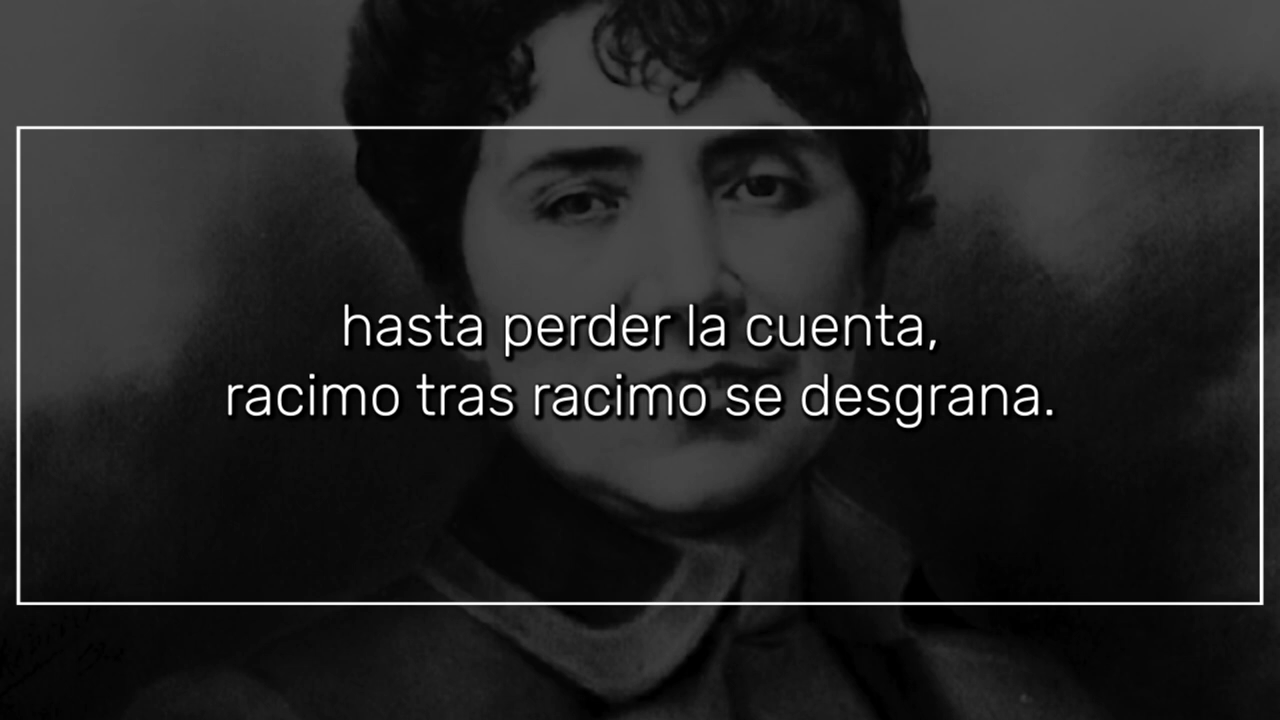 hasta perder la cuenta,
racimo tras racimo se desgrana.